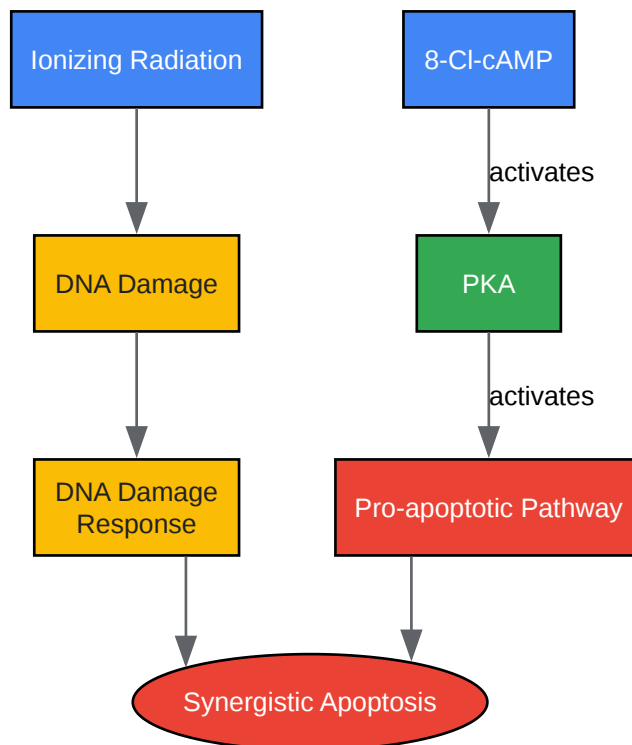 Ionizing Radiation
8-Cl-cAMP
activates
DNA Damage
PKA
activates
DNA Damage
Response
Pro-apoptotic Pathway
Synergistic Apoptosis